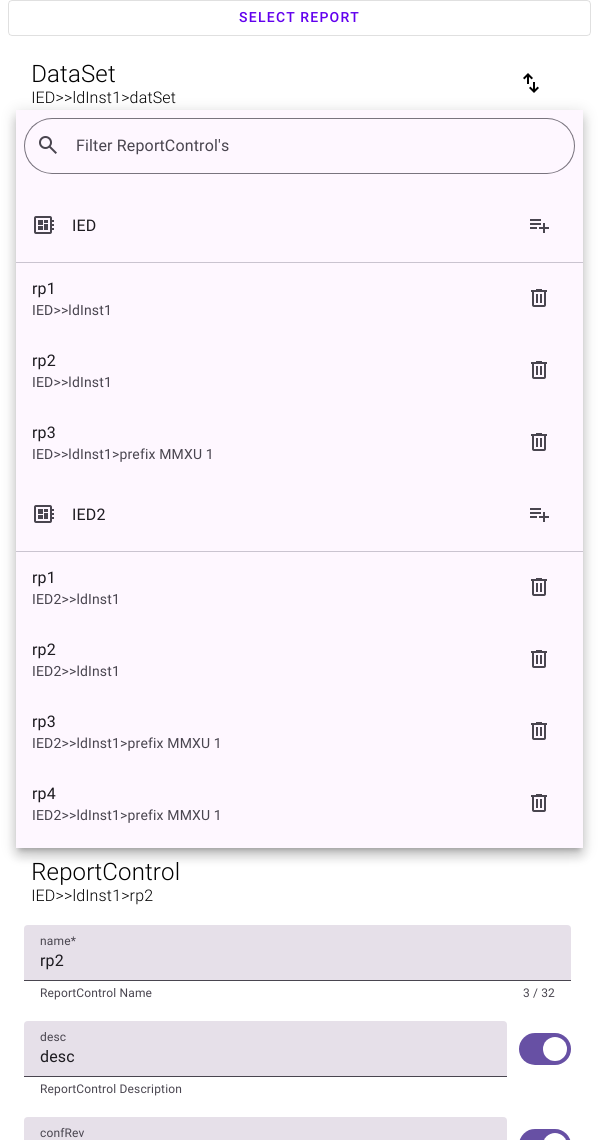 SELECT REPORT
DataSet
IED>>ldInst1>datSet
Filter ReportControl's
IED
rp1
IED>>ldInst1
rp2
IED>>ldInst1
rp3
IED>>ldInst1>prefix MMXU 1
IED2
rp1
IED2>>ldInst1
rp2
IED2>>ldInst1
rp3
IED2>>ldInst1>prefix MMXU 1
rp4
IED2>>ldInst1>prefix MMXU 1
ReportControl
IED>>ldInst1>rp2
name*
rp2
ReportControl Name 3 / 32
desc
desc
ReportControl Description
confRev